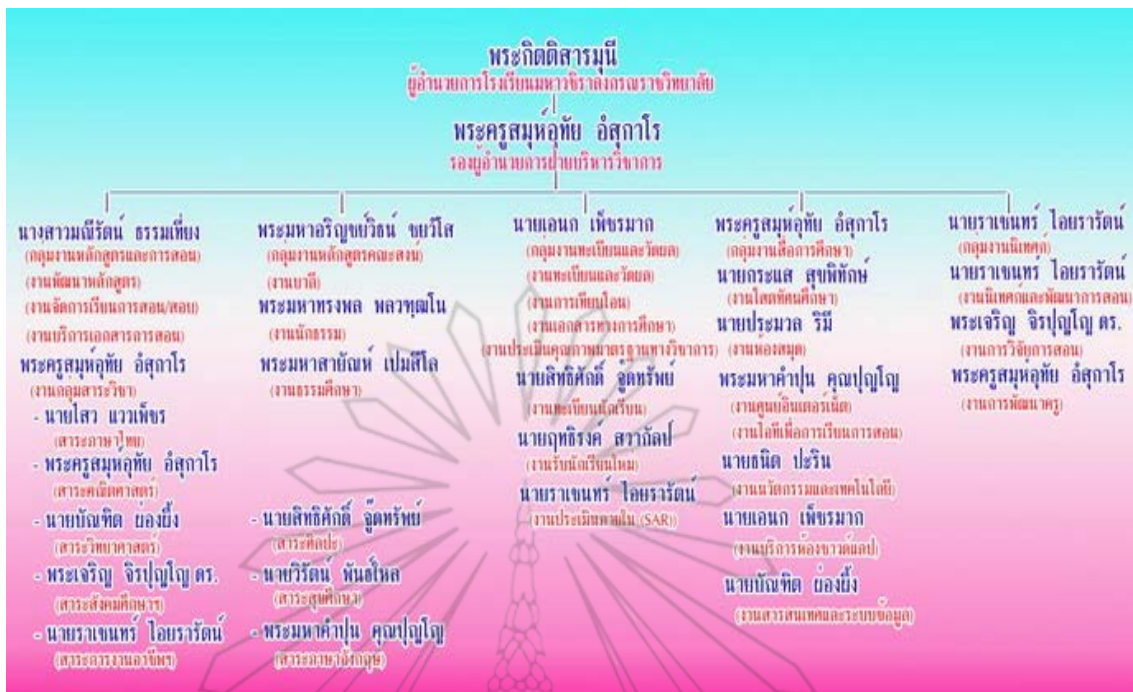 พระกิตติสารมุนี
ผู้อำนวยการโรงเรียนมหาวชิราลงกรณราชวิทยาลัย
พระครูสมุห์อุทัย อํสุกาโร
รองผู้อำนวยการฝ่ายบริหารวิชาการ
นางสาวมณีรัตน์ ธรรมเที่ยง
(กลุ่มงานหลักสูตรและการสอน)
(งานพัฒนาหลักสูตร)
(งานจัดการเรียนการสอน/สอบ)
(งานบริการเอกสารการสอน)
พระครูสมุห์อุทัย อํสุกาโร
(งานกลุ่มสาระวิชา)
- นายไสว แววเพ็ชร
(สาระภาษาไทย)
- พระครูสมุห์อุทัย อํสุกาโร
(สาระคณิตศาสตร์)
- นายบัณฑิต ย่องผึ้ง
(สาระวิทยาศาสตร์)
- พระเจริญ จิรปุญโญ ดร.
(สาระสังคมศึกษาฯ)
- นายราเชนทร์ ไอยรารัตน์
(สาระการงานอาชีพฯ)
พระมหาอริญชย์วิธน์ ชยวีโส
(กลุ่มงานหลักสูตรคณะสงฆ์)
(งานบาลี)
พระมหาทรงพล พลวฑฺฒโน
(งานนักธรรม)
พระมหาสายัณห์ เปมสีโล
(งานธรรมศึกษา)
- นายสิทธิศักดิ์ จู๊ดทรัพย์
(สาระศิลปะ)
- นายวิรัตน์ พันธ์ไหล
(สาระสุขศึกษา)
- พระมหาคำปุน คุณปุญโญ
(สาระภาษาอังกฤษ)
นายเอนก เพ็ชรมาก
(กลุ่มงานทะเบียนและวัดผล)
(งานทะเบียนและวัดผล)
(งานการเทียบโอน)
(งานเอกสารทางการศึกษา)
(งานประเมินคุณภาพมาตรฐานทางวิชาการ)
นายสิทธิศักดิ์ จู๊ดทรัพย์
(งานทะเบียนนักเรียน)
นายฤทธิรงค์ สวากัลป
(งานรับนักเรียนใหม่)
นายราเชนทร์ ไอยรารัตน์
(งานประเมินภายใน (SAR))
พระครูสมุห์อุทัย อํสุกาโร
(กลุ่มงานสื่อการศึกษา)
นายกระแส สุขพิทักษ์
(งานโสตทัศนศึกษา)
นายประมวล ริมี
(งานห้องสมุด)
พระมหาคำปุน คุณปุญโญ
(งานศูนย์อินเตอร์เน็ต)
(งานไอทีเพื่อการเรียนการสอน)
นายธนิต ปะริน
(งานนวัตกรรมและเทคโนโลยี)
นายเอนก เพ็ชรมาก
(งานบริการห้องซาวด์แลป)
นายบัณฑิต ย่องผึ้ง
(งานสารสนเทศและระบบข้อมูล)
นายราเชนทร์ ไอยรารัตน์
(กลุ่มงานนิเทศก์)
นายราเชนทร์ ไอยรารัตน์
(งานนิเทศก์และพัฒนาการสอน)
พระเจริญ จิรปุญโญ ดร.
(งานการวิจัยการสอน)
พระครูสมุห์อุทัย อํสุกาโร
(งานการพัฒนาครู)